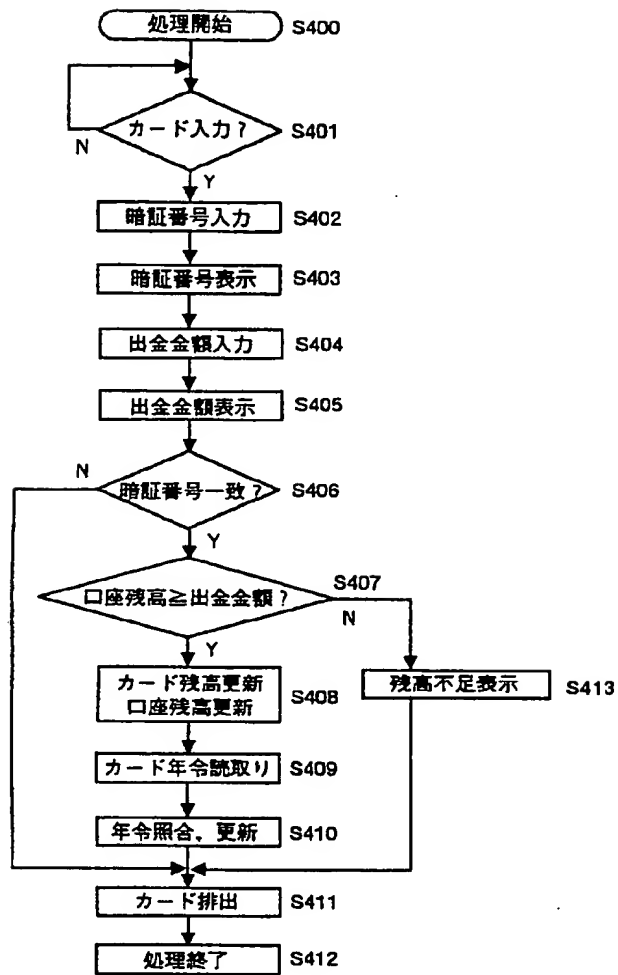 処理開始 S400
カード入力? S401
N
Y
暗証番号入力 S402
暗証番号表示 S403
出金金額入力 S404
出金金額表示 S405
N
暗証番号一致? S406
Y
口座残高≧出金金額? S407
N
Y
カード残高更新
口座残高更新 S408
残高不足表示 S413
カード年令読取り S409
年令照合、更新 S410
カード排出 S411
処理終了 S412